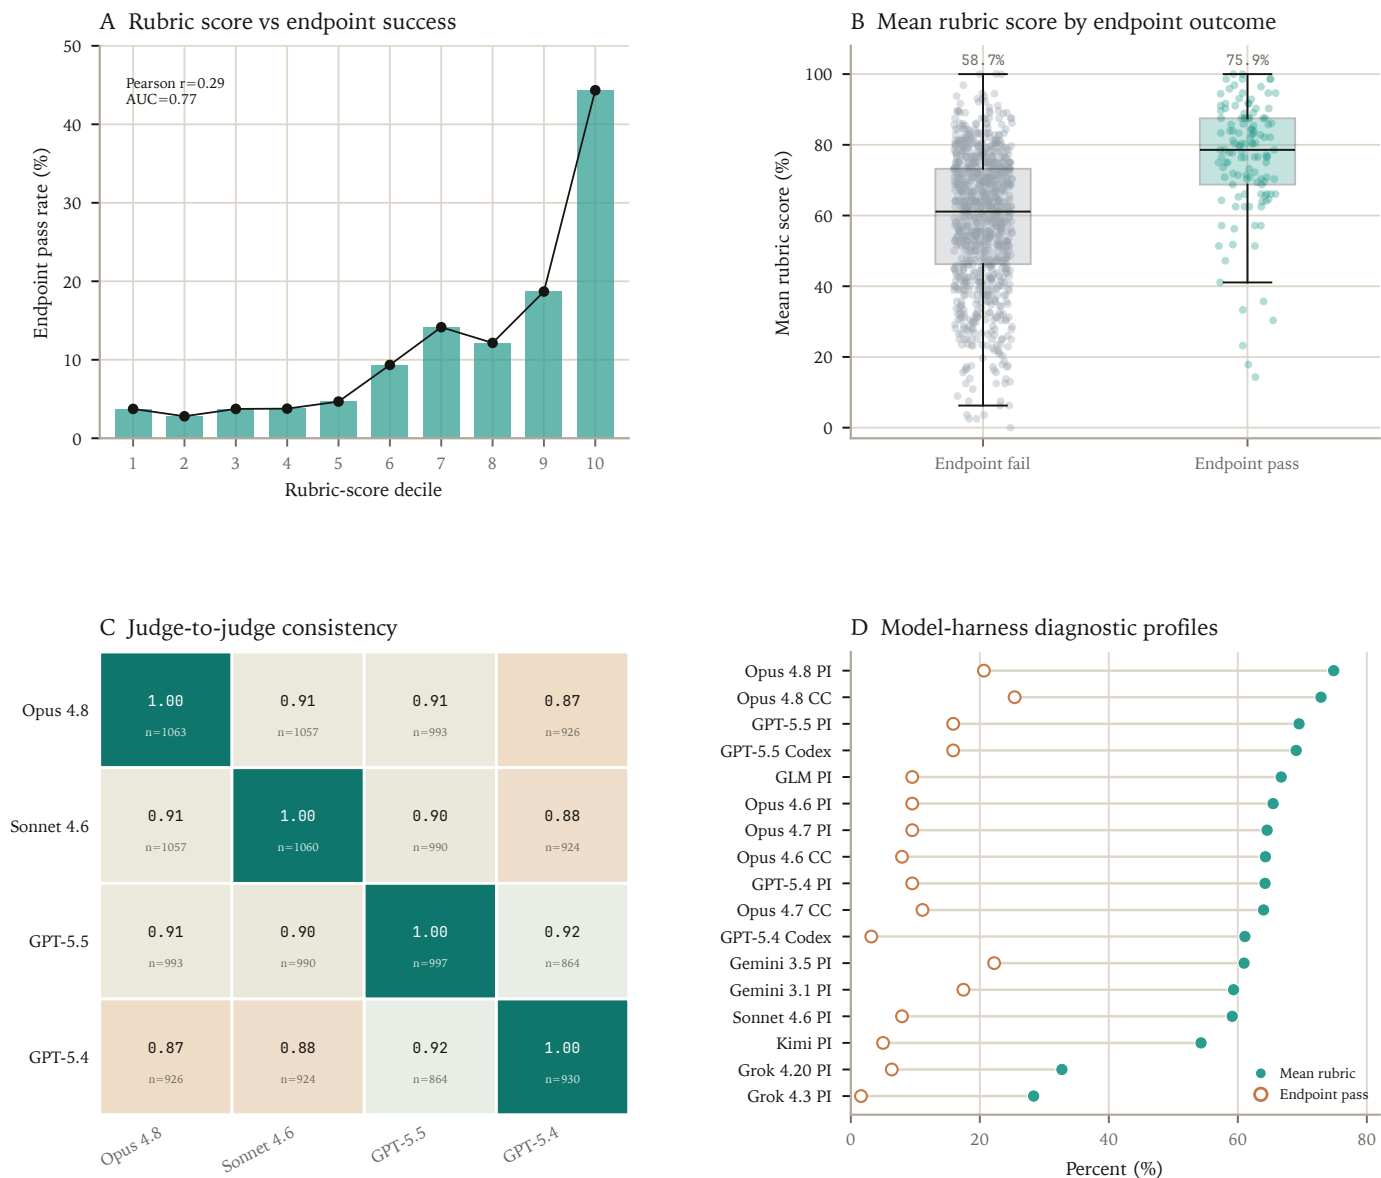 A Rubric score vs endpoint success
Pearson r=0.29
AUC=0.77
Endpoint pass rate (%)
50
40
30
20
10
0
1 2 3 4 5 6 7 8 9 10
Rubric-score decile
B Mean rubric score by endpoint outcome
58.7% 75.9%
Mean rubric score (%)
100
80
60
40
20
0
Endpoint fail Endpoint pass
C Judge-to-judge consistency
Opus 4.8
1.00 0.91 0.91 0.87
n=1063 n=1057 n=993 n=926
Sonnet 4.6
0.91 1.00 0.90 0.88
n=1057 n=1060 n=990 n=924
GPT-5.5
0.91 0.90 1.00 0.92
n=993 n=990 n=997 n=864
GPT-5.4
0.87 0.88 0.92 1.00
n=926 n=924 n=864 n=930
Opus 4.8 Sonnet 4.6 GPT-5.5 GPT-5.4
D Model-harness diagnostic profiles
Opus 4.8 PI
Opus 4.8 CC
GPT-5.5 PI
GPT-5.5 Codex
GLM PI
Opus 4.6 PI
Opus 4.7 PI
Opus 4.6 CC
GPT-5.4 PI
Opus 4.7 CC
GPT-5.4 Codex
Gemini 3.5 PI
Gemini 3.1 PI
Sonnet 4.6 PI
Kimi PI
Grok 4.20 PI
Grok 4.3 PI
Mean rubric
Endpoint pass
0 20 40 60 80
Percent (%)